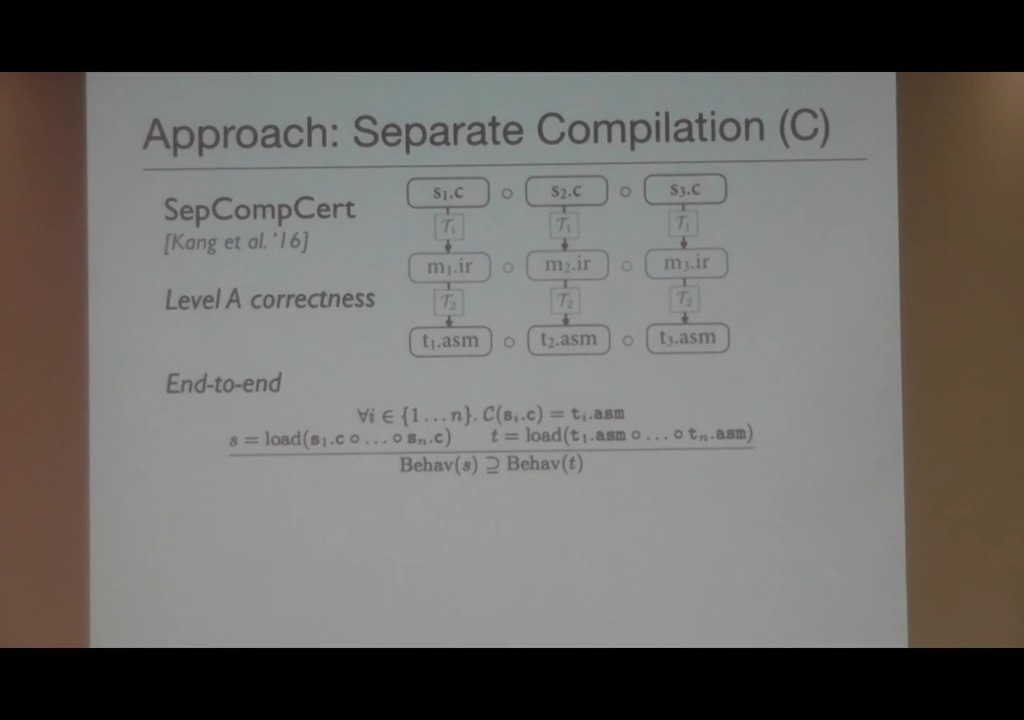 Approach: Separate Compilation (C)
SepCompCert
[Kang et al. '16]
s₁.c ∘ s₂.c ∘ s₃.c
𝒯₁ 𝒯₁ 𝒯₁
m₁.ir ∘ m₂.ir ∘ m₃.ir
Level A correctness
𝒯₂ 𝒯₂ 𝒯₂
t₁.asm ∘ t₂.asm ∘ t₃.asm
End-to-end
∀i ∈ {1…n}. 𝒞(sᵢ.c) = tᵢ.asm
s = load(s₁.c ∘ … ∘ sₙ.c) t = load(t₁.asm ∘ … ∘ tₙ.asm)
Behav(s) ⊇ Behav(t)